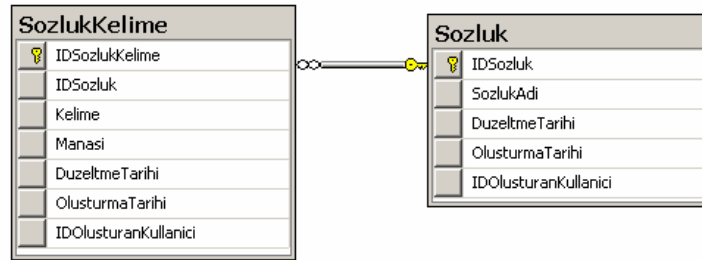 SozlukKelime
IDSozlukKelime
IDSozluk
Kelime
Manasi
DuzeltmeTarihi
OlusturmaTarihi
IDOlusturanKullanici
Sozluk
IDSozluk
SozlukAdi
DuzeltmeTarihi
OlusturmaTarihi
IDOlusturanKullanici